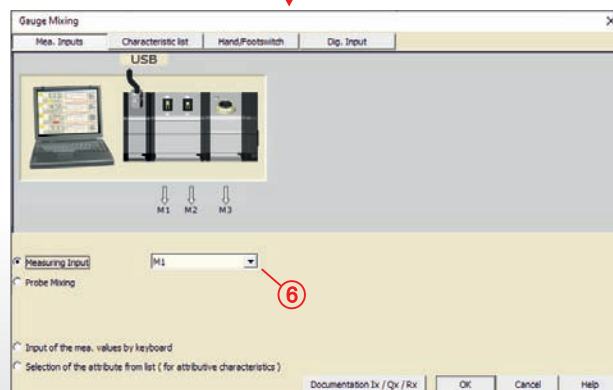 Gauge Mixing
Mea. Inputs Characteristic list Hand/Footswitch Dig. Input
USB
M1 M2 M3
Measuring Input M1
6
Probe Mixing
Input of the mea. values by keyboard
Selection of the attribute from list ( for attributive characteristics )
Documentation Ix / Qx / Rx OK Cancel Help